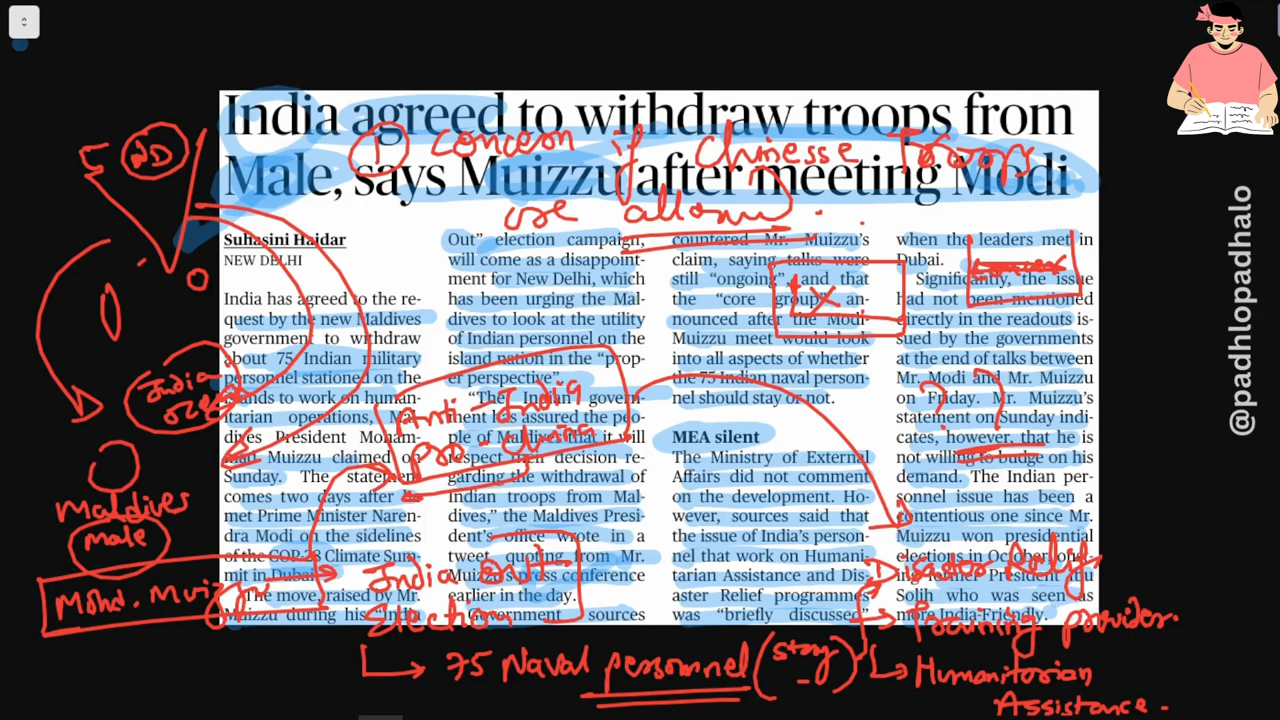 India agreed to withdraw troops from
Male, says Muizzu after meeting Modi
Suhasini Haidar
NEW DELHI
India has agreed to the re-
quest by the new Maldives
government to withdraw
about 75 Indian military
personnel stationed on the
islands to work on human-
itarian operations, Mal-
dives President Moham-
med Muizzu claimed on
Sunday. The statement
comes two days after he
met Prime Minister Naren-
dra Modi on the sidelines
of the COP-28 Climate Sum-
mit in Dubai.
The move, raised by Mr.
Muizzu during his
Out” election campaign,
will come as a disappoint-
ment for New Delhi, which
has been urging the Mal-
dives to look at the utility
of Indian personnel on the
island nation in the “prop-
er perspective”.
“The Indian govern-
ment has assured the peo-
ple of Maldives that it will
respect their decision re-
garding the withdrawal of
Indian troops from Mal-
dives,” the Maldives Presi-
dent’s office wrote in a
tweet, quoting from Mr.
Muizzu’s press conference
earlier in the day.
Government sources
countered Mr. Muizzu’s
claim, saying talks were
still “ongoing”, and that
the “core group” an-
nounced after the Modi-
Muizzu meet would look
into all aspects of whether
the 75 Indian naval person-
nel should stay or not.
MEA silent
The Ministry of External
Affairs did not comment
on the development. Ho-
wever, sources said that
the issue of India’s person-
nel that work on Humani-
tarian Assistance and Dis-
aster Relief programmes
was “briefly discussed”
when the leaders met in
Dubai.
Significantly, the issue
had not been mentioned
directly in the readouts is-
sued by the governments
at the end of talks between
Mr. Modi and Mr. Muizzu
on Friday. Mr. Muizzu’s
statement on Sunday indi-
cates, however, that he is
not willing to budge on his
demand. The Indian per-
sonnel issue has been a
contentious one since Mr.
Muizzu won presidential
elections in October, oust-
ing former President Ibu
Solih who was seen as
more India-Friendly.
① concern if Chinesse Troops
are allow.
ND
India
Maldives
Male
Mohd. Muizzu
Anti-India
Pro-China
India Out
Election
75 Naval personnel (stay)
Relief
Training provider.
Humanitorian
Assistance.
@padhlopadhalo